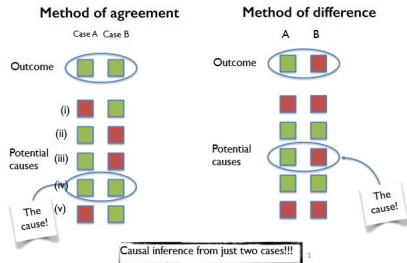 Method of agreement
Case A Case B
Outcome
(i)
(ii)
Potential (iii)
causes
(iv)
(v)
The
cause!
Method of difference
A B
Outcome
Potential
causes
The
cause!
Causal inference from just two cases!!!
1